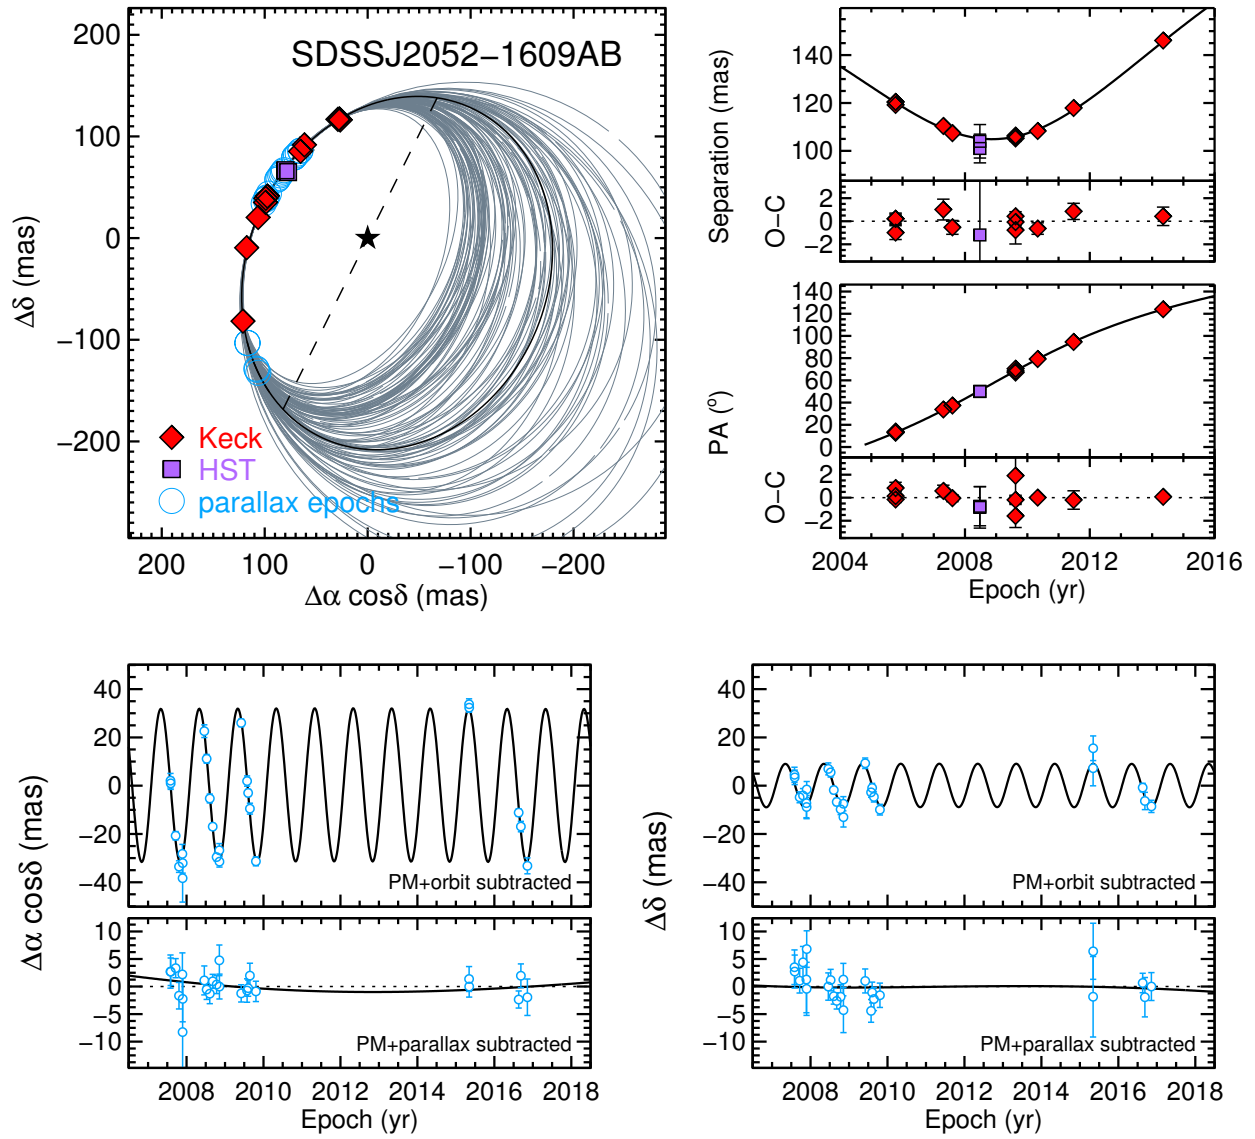 SDSSJ2052−1609AB
200
100
0
−100
−200
Δδ (mas)
Keck
HST
parallax epochs
200 100 0 −100 −200
Δα cosδ (mas)
140
120
100
Separation (mas)
2
0
−2
O−C
140
120
100
80
60
40
20
0
PA (°)
2
0
−2
O−C
2004 2008 2012 2016
Epoch (yr)
40
20
0
−20
−40
Δα cosδ (mas)
PM+orbit subtracted
10
5
0
−5
−10
PM+parallax subtracted
2008 2010 2012 2014 2016 2018
Epoch (yr)
40
20
0
−20
−40
Δδ (mas)
PM+orbit subtracted
10
5
0
−5
−10
PM+parallax subtracted
2008 2010 2012 2014 2016 2018
Epoch (yr)